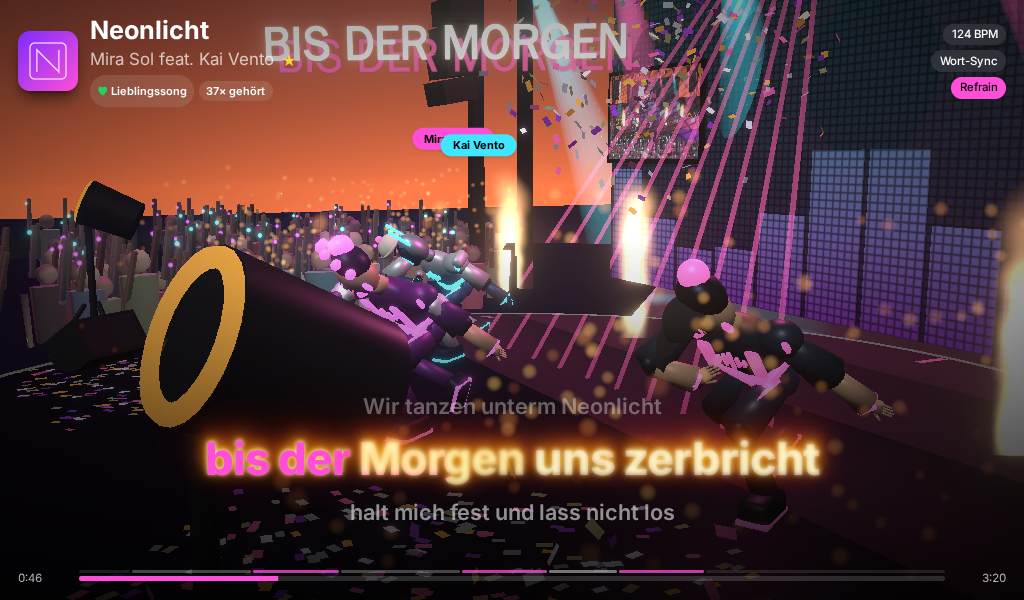 Neonlicht
Mira Sol feat. Kai Vento
Lieblingssong
37× gehört
BIS DER MORGEN
124 BPM
Wort-Sync
Refrain
Kai Vento
Wir tanzen unterm Neonlicht
bis der Morgen uns zerbricht
halt mich fest und lass nicht los
0:46
3:20